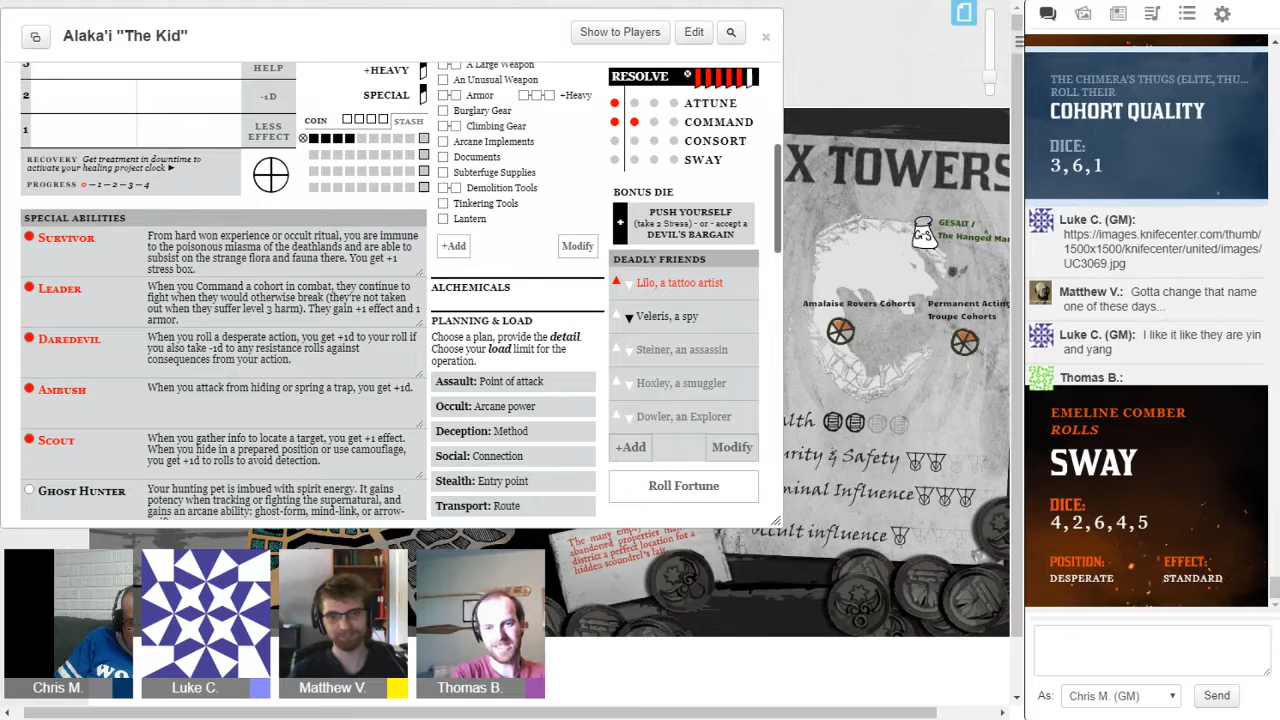 Alaka'i "The Kid"
Show to Players
Edit
3
2
1
HELP
-1D
LESS
EFFECT
+HEAVY
SPECIAL
COIN
STASH
RECOVERY Get treatment in downtime to
activate your healing project clock ►
PROGRESS 0 – 1 – 2 – 3 – 4
A Large Weapon
An Unusual Weapon
Armor
+Heavy
Burglary Gear
Climbing Gear
Arcane Implements
Documents
Subterfuge Supplies
Demolition Tools
Tinkering Tools
Lantern
+Add
Modify
RESOLVE
ATTUNE
COMMAND
CONSORT
SWAY
BONUS DIE
+
PUSH YOURSELF
(take 2 Stress) - or - accept a
DEVIL'S BARGAIN
SPECIAL ABILITIES
SURVIVOR
From hard won experience or occult ritual, you are immune
to the poisonous miasma of the deathlands and are able to
subsist on the strange flora and fauna there. You get +1
stress box.
LEADER
When you Command a cohort in combat, they continue to
fight when they would otherwise break (they're not taken
out when they suffer level 3 harm). They gain +1 effect and 1
armor.
DAREDEVIL
When you roll a desperate action, you get +1d to your roll if
you also take -1d to any resistance rolls against
consequences from your action.
AMBUSH
When you attack from hiding or spring a trap, you get +1d.
SCOUT
When you gather info to locate a target, you get +1 effect.
When you hide in a prepared position or use camouflage,
you get +1d to rolls to avoid detection.
GHOST HUNTER
Your hunting pet is imbued with spirit energy. It gains
potency when tracking or fighting the supernatural, and
gains an arcane ability: ghost-form, mind-link, or arrow-
ALCHEMICALS
PLANNING & LOAD
Choose a plan, provide the detail.
Choose your load limit for the
operation.
Assault: Point of attack
Occult: Arcane power
Deception: Method
Social: Connection
Stealth: Entry point
Transport: Route
DEADLY FRIENDS
Lilo, a tattoo artist
Veleris, a spy
Steiner, an assassin
Hoxley, a smuggler
Dowler, an Explorer
+Add
Modify
Roll Fortune
X TOWERS
GESALT /
The Hanged Man
Amalaise Rovers Cohorts
Permanent Acting
Troupe Cohorts
urity & Safety
minal Influence
occult influence
The many empty
abandoned properties
district a perfect location for a
hidden scoundrel's lair.
Chris M.
Luke C.
Matthew V.
Thomas B.
THE CHIMERA'S THUGS (ELITE, THU...
ROLL THEIR
COHORT QUALITY
DICE:
3,6,1
Luke C. (GM):
https://images.knifecenter.com/thumb/
1500x1500/knifecenter/united/images/
UC3069.jpg
Matthew V.: Gotta change that name
one of these days...
Luke C. (GM): I like it like they are yin
and yang
Thomas B.:
EMELINE COMBER
ROLLS
SWAY
DICE:
4,2,6,4,5
POSITION:
DESPERATE
EFFECT:
STANDARD
As:
Chris M. (GM)
Send